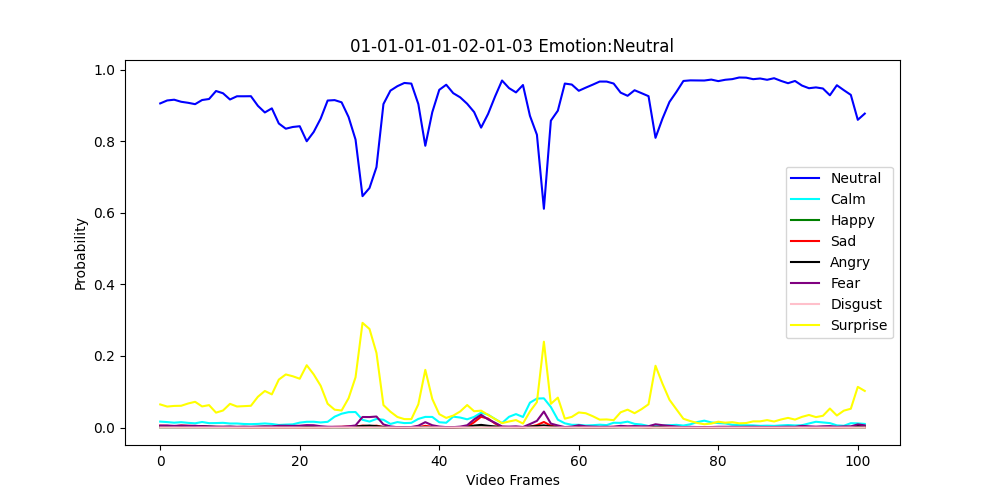 01-01-01-01-02-01-03 Emotion:Neutral
1.0
0.8
0.6
0.4
0.2
0.0
Probability
0
20
40
60
80
100
Video Frames
Neutral
Calm
Happy
Sad
Angry
Fear
Disgust
Surprise